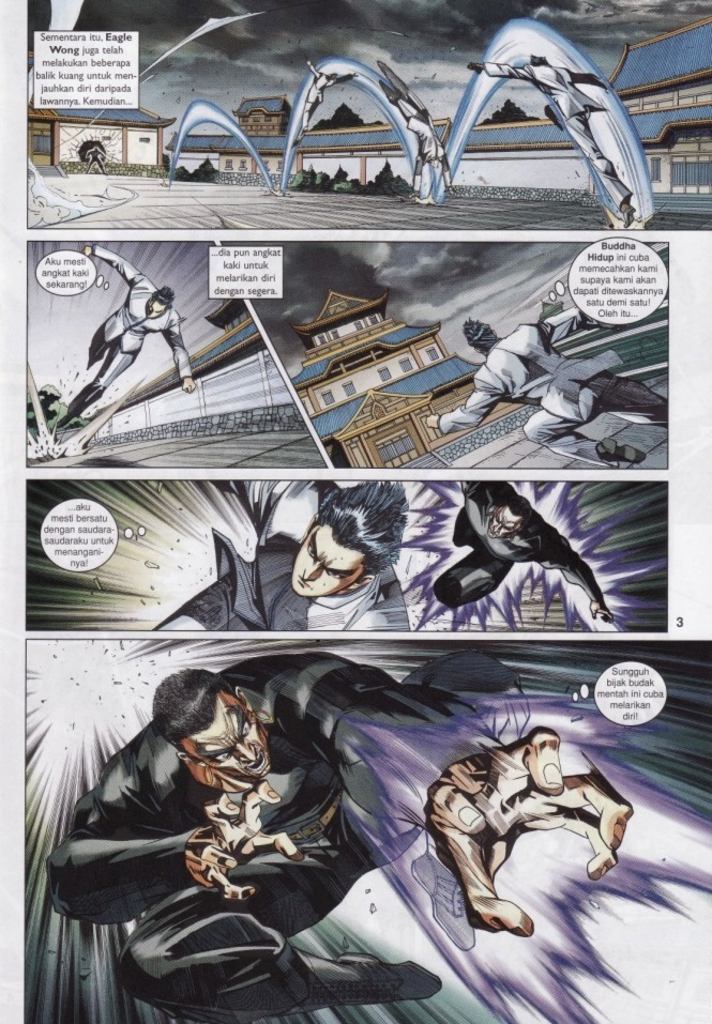 Sementara itu, Eagle
Wong juga telah
melakukan beberapa
balik kuang untuk men-
jauhkan diri daripada
lawannya. Kemudian...
Aku mesti
angkat kaki
sekarang!
...dia pun angkat
kaki untuk
melarikan diri
dengan segera.
Buddha
Hidup ini cuba
memecahkan kami
supaya kami akan
dapati ditewaskannya
satu demi satu!
Oleh itu...
...aku
mesti bersatu
dengan saudara-
saudaraku untuk
menangani-
nya!
3
Sungguh
bijak budak
mentah ini cuba
melarikan
diri!